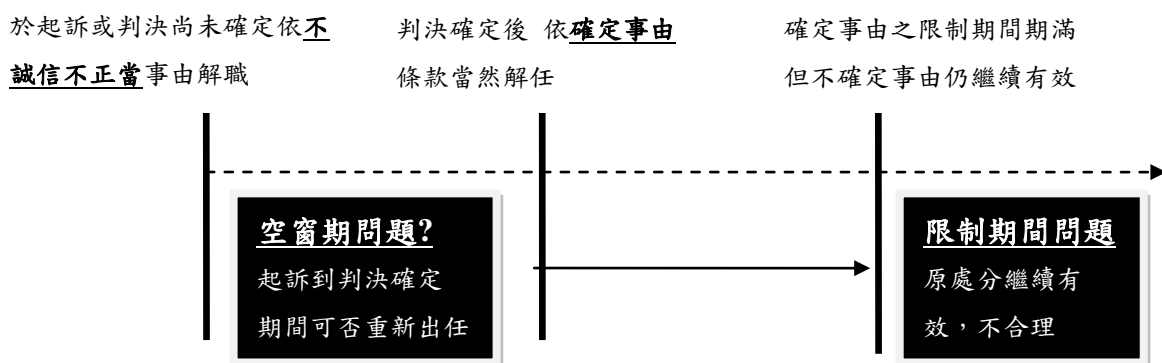 於起訴或判決尚未確定依不
誠信不正當事由解職
判決確定後 依確定事由
條款當然解任
確定事由之限制期間期滿
但不確定事由仍繼續有效
空窗期問題?
起訴到判決確定
期間可否重新出任
限制期間問題
原處分繼續有
效，不合理